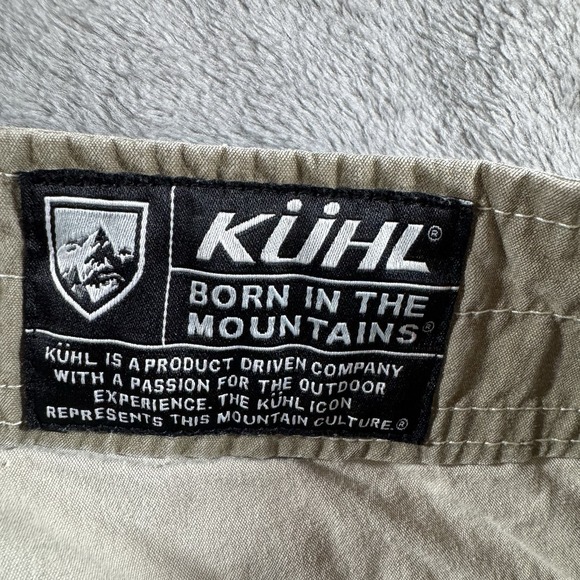 KÜHL®
BORN IN THE
MOUNTAINS®
KÜHL IS A PRODUCT DRIVEN COMPANY
WITH A PASSION FOR THE OUTDOOR
EXPERIENCE. THE KÜHL ICON
REPRESENTS THIS MOUNTAIN CULTURE.®